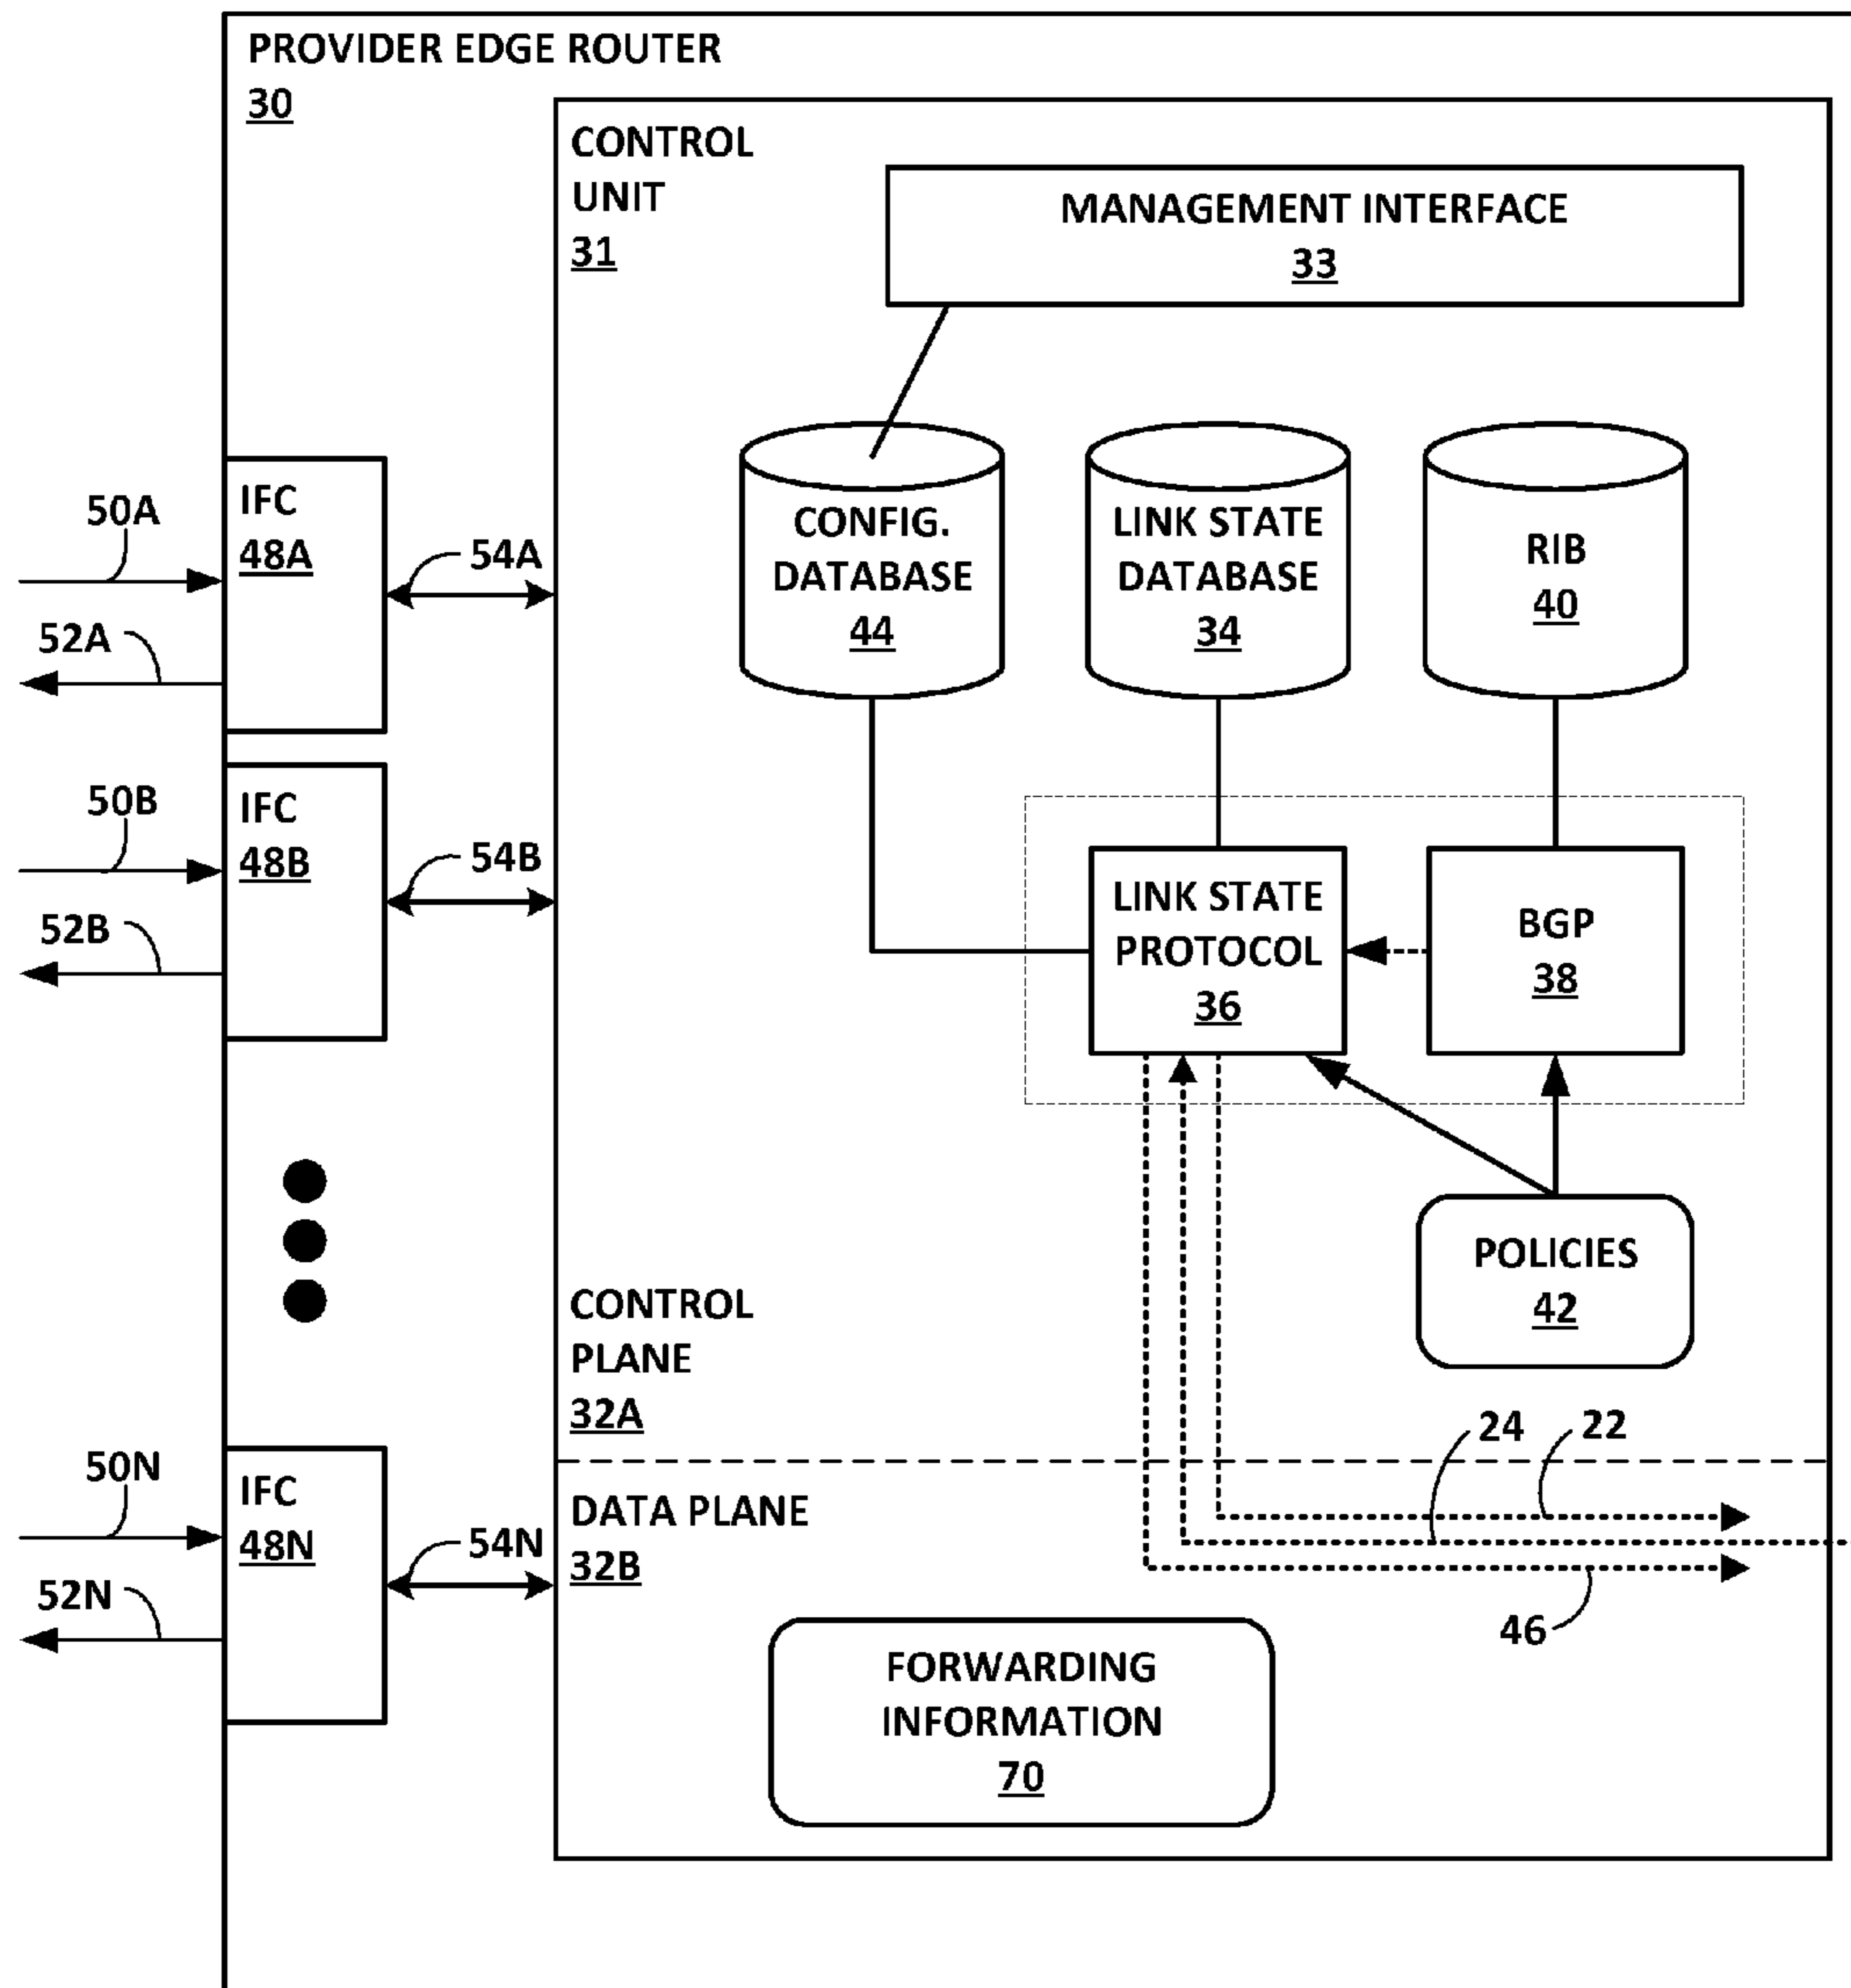 PROVIDER EDGE ROUTER
30
CONTROL
UNIT
31
MANAGEMENT INTERFACE
33
CONFIG.
DATABASE
44
LINK STATE
DATABASE
34
RIB
40
50A
52A
IFC
48A
54A
50B
52B
IFC
48B
54B
LINK STATE
PROTOCOL
36
BGP
38
POLICIES
42
CONTROL
PLANE
32A
24
22
50N
52N
IFC
48N
54N
DATA PLANE
32B
46
FORWARDING
INFORMATION
70